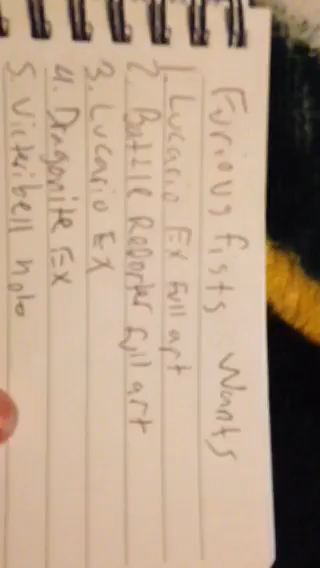 Furious fists Wants
1. Lucario Ex full art
2. Battle Reporter full art
3. Lucario EX
4. Dragonite EX
5. Victribell holo